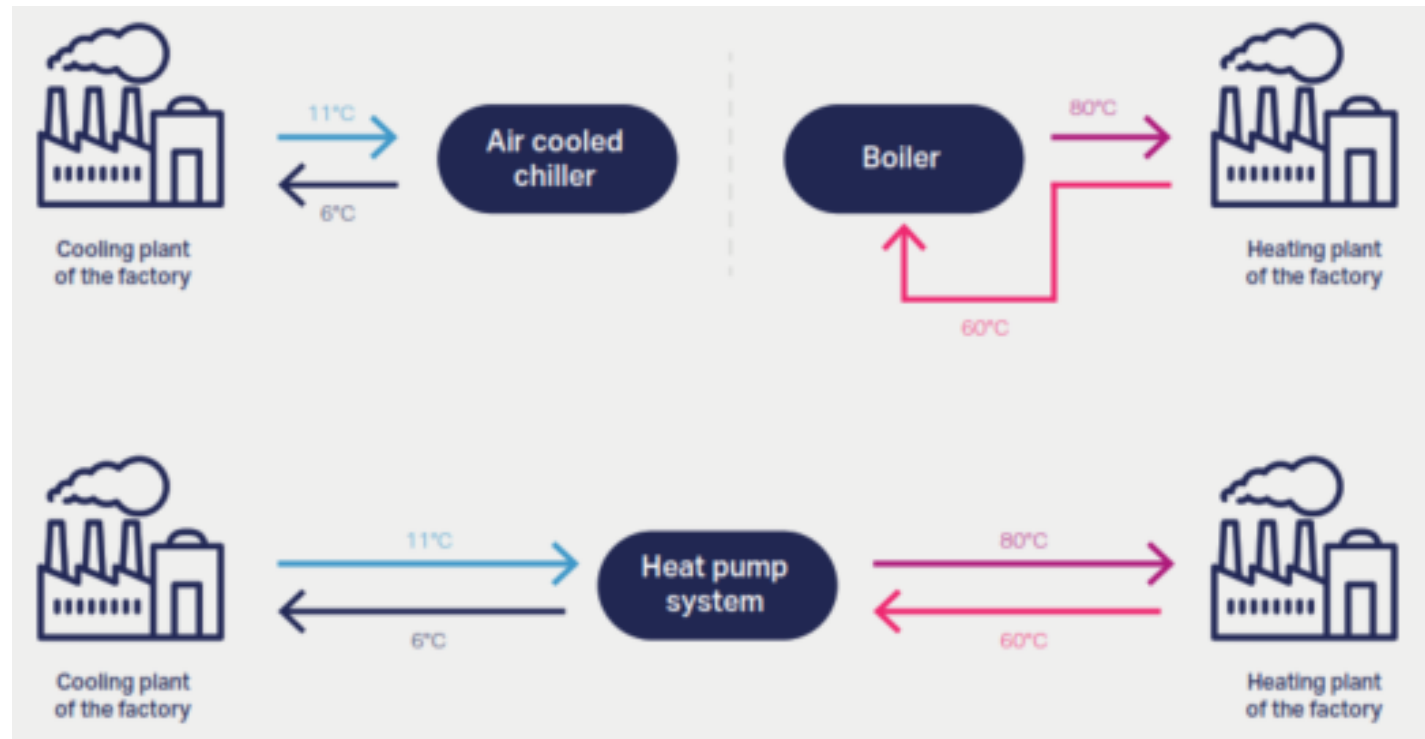 11°C
Air cooled
chiller
6°C
Cooling plant
of the factory
Boiler
80°C
60°C
Heating plant
of the factory
11°C
Heat pump
system
6°C
80°C
60°C
Cooling plant
of the factory
Heating plant
of the factory